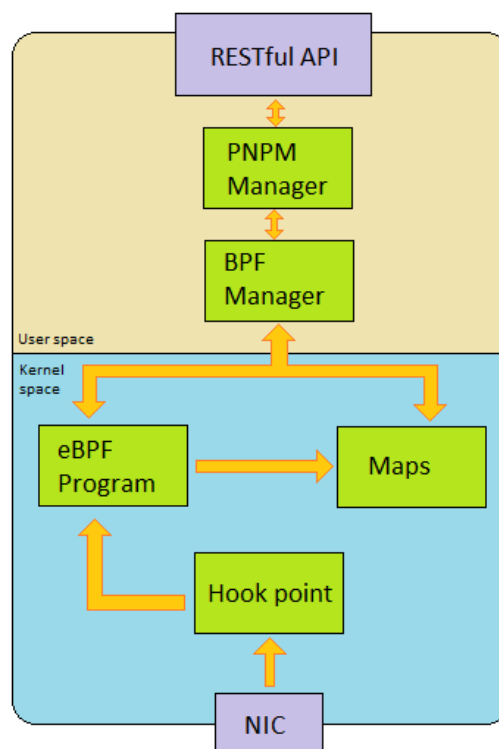 RESTful API
PNPM
Manager
BPF
Manager
User space
Kernel
space
eBPF
Program
Maps
Hook point
NIC